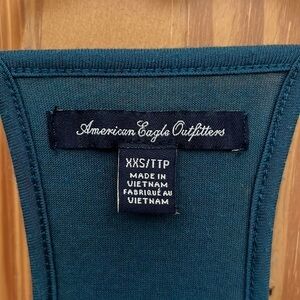 American Eagle Outfitters
XXS/TTP
MADE IN
VIETNAM
FABRIQUÉ AU
VIETNAM